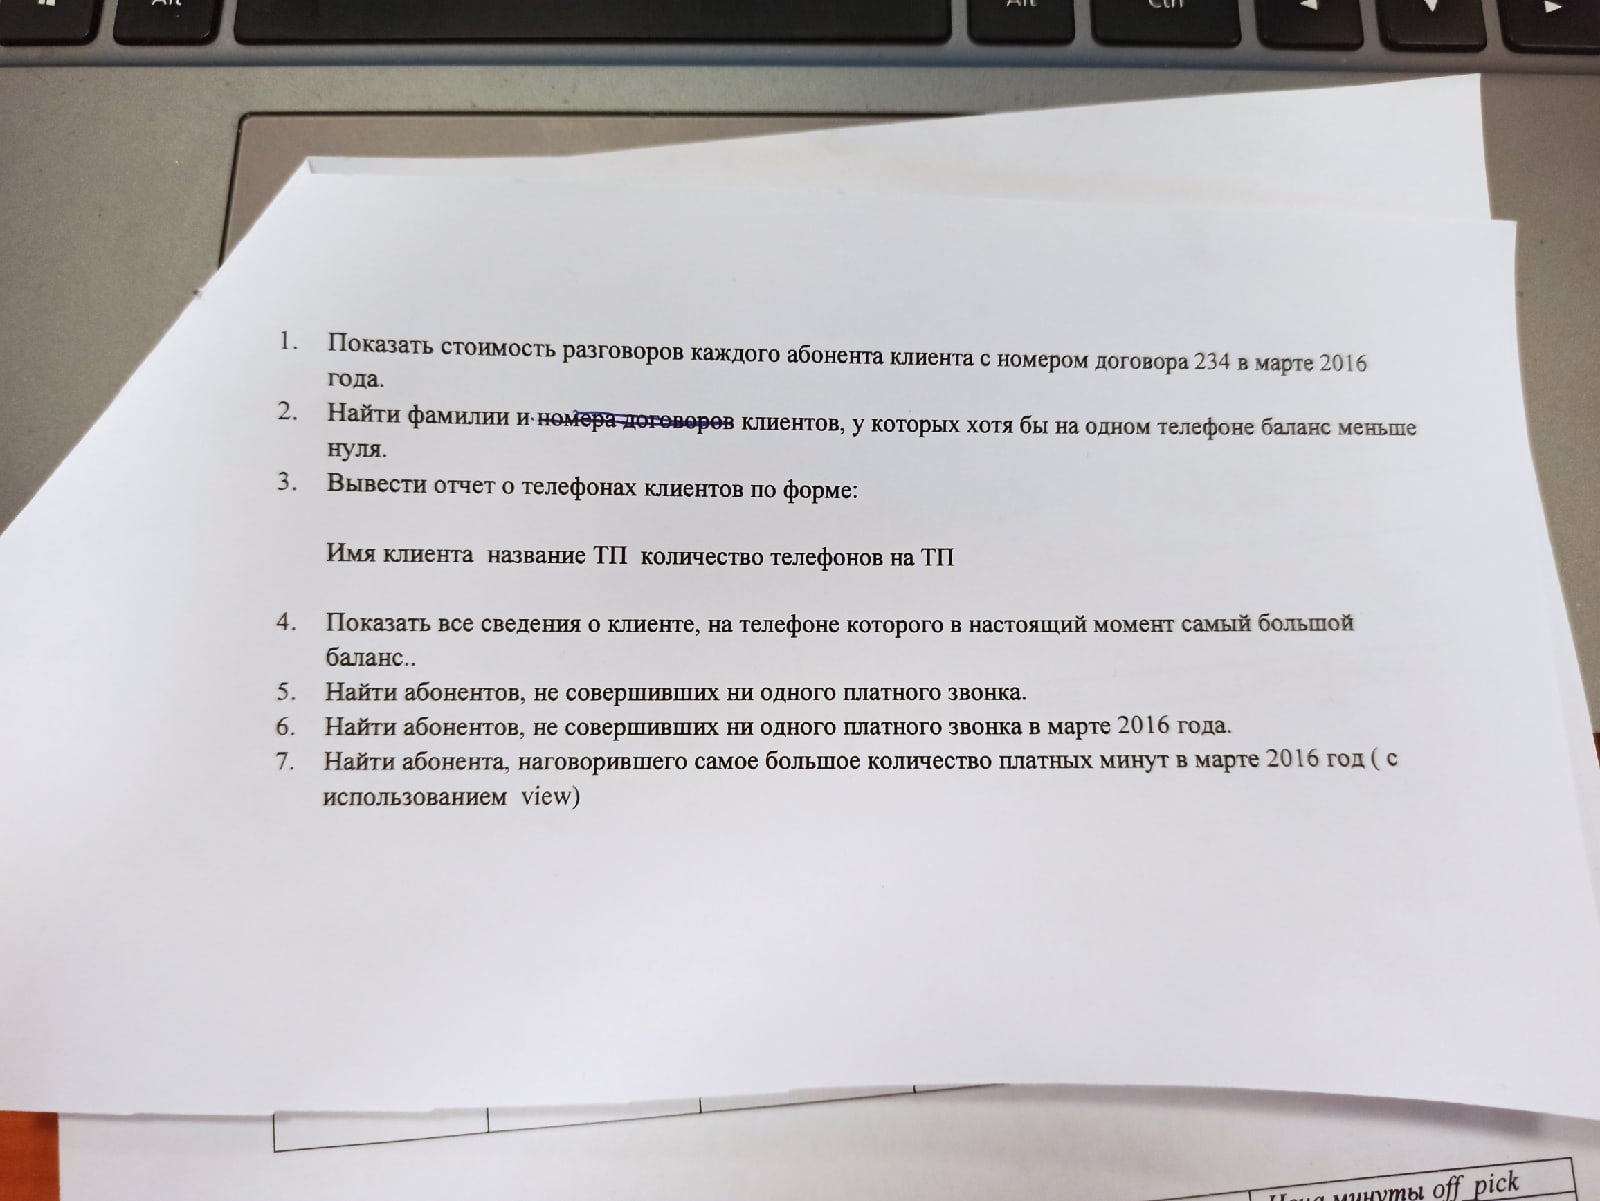 Alt
Alt
Ctrl
1. Показать стоимость разговоров каждого абонента клиента с номером договора 234 в марте 2016
года.
2. Найти фамилии и номера договоров клиентов, у которых хотя бы на одном телефоне баланс меньше
нуля.
3. Вывести отчет о телефонах клиентов по форме:
Имя клиента название ТП количество телефонов на ТП
4. Показать все сведения о клиенте, на телефоне которого в настоящий момент самый большой
баланс..
5. Найти абонентов, не совершивших ни одного платного звонка.
6. Найти абонентов, не совершивших ни одного платного звонка в марте 2016 года.
7. Найти абонента, наговорившего самое большое количество платных минут в марте 2016 год ( с
использованием view)
Цена минуты off_pick